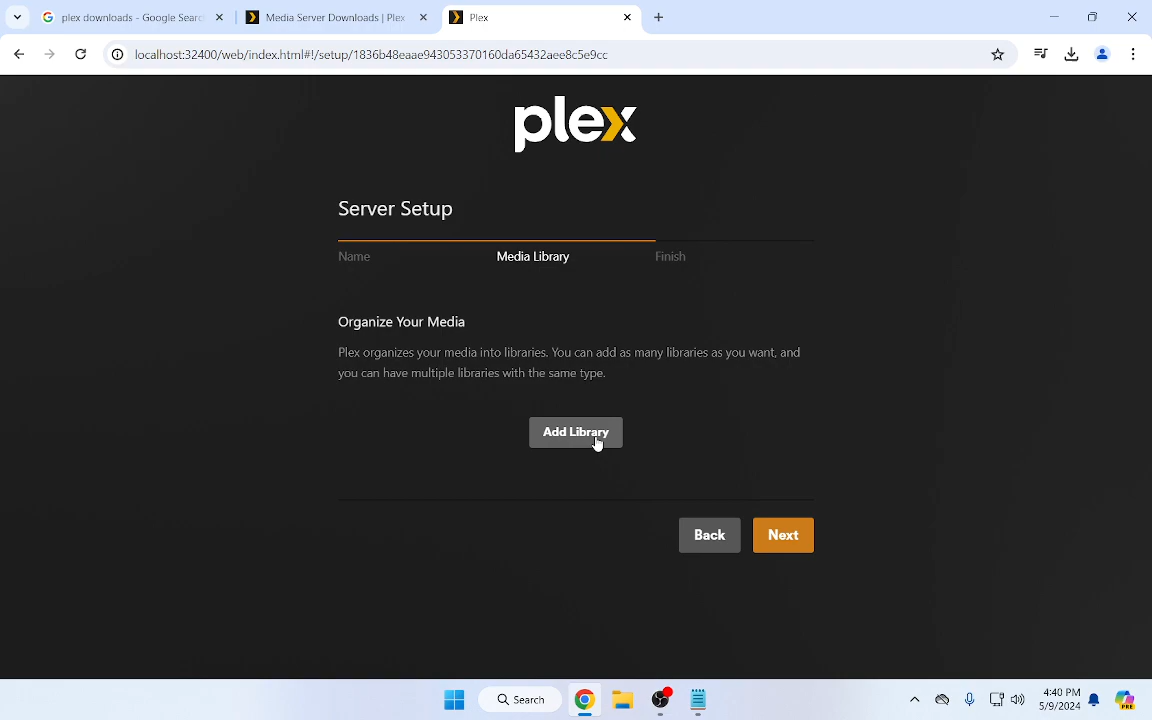 plex downloads - Google Searc
Media Server Downloads | Plex
Plex
localhost:32400/web/index.html#!/setup/1836b48eaae943053370160da65432aee8c5e9cc
plex
Server Setup
Name Media Library Finish
Organize Your Media
Plex organizes your media into libraries. You can add as many libraries as you want, and
you can have multiple libraries with the same type.
Add Library
Back Next
Search
4:40 PM
5/9/2024
PRE